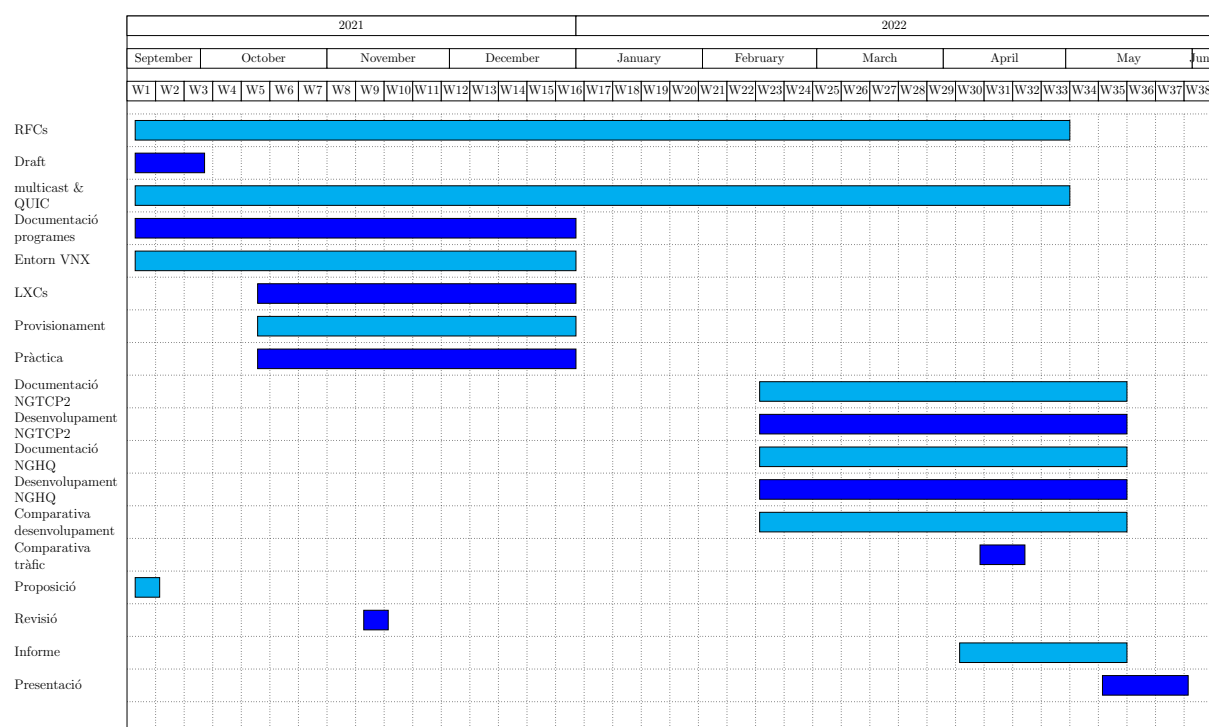 2021 2022
September October November December January February March April May Jun
W1 W2 W3 W4 W5 W6 W7 W8 W9 W10 W11 W12 W13 W14 W15 W16 W17 W18 W19 W20 W21 W22 W23 W24 W25 W26 W27 W28 W29 W30 W31 W32 W33 W34 W35 W36 W37 W38
RFCs
Draft
multicast &
QUIC
Documentació
programes
Entorn VNX
LXCs
Provisionament
Pràctica
Documentació
NGTCP2
Desenvolupament
NGTCP2
Documentació
NGHQ
Desenvolupament
NGHQ
Comparativa
desenvolupament
Comparativa
tràfic
Proposició
Revisió
Informe
Presentació